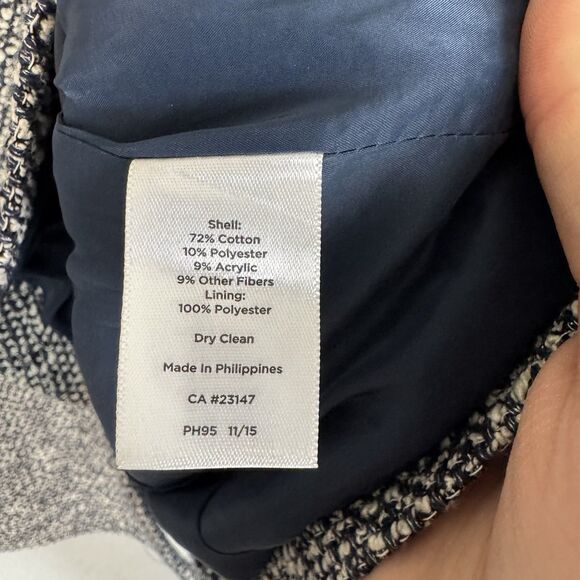 Shell:
72% Cotton
10% Polyester
9% Acrylic
9% Other Fibers
Lining:
100% Polyester
Dry Clean
Made In Philippines
CA #23147
PH95 11/15